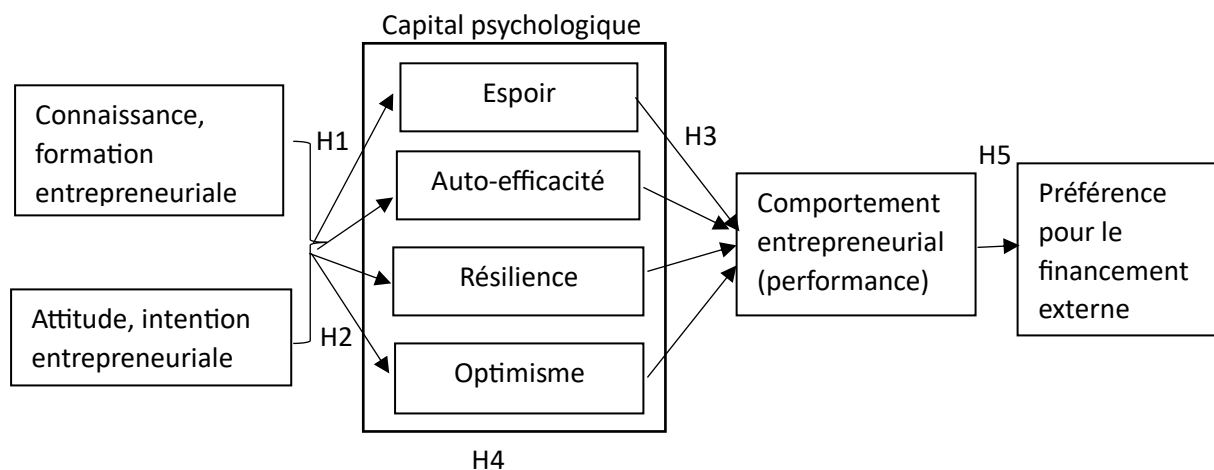 Capital psychologique
Connaissance,
formation
entrepreneuriale
Attitude, intention
entrepreneuriale
H1
H2
Espoir
Auto-efficacité
Résilience
Optimisme
H4
H3
Comportement
entrepreneurial
(performance)
H5
Préférence
pour le
financement
externe